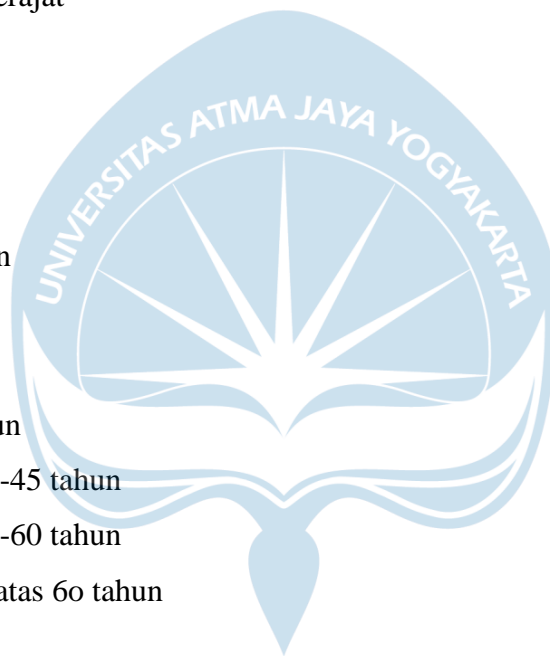 erajat
UNIVERSITAS ATMA JAYA YOGYAKARTA
n
un
-45 tahun
-60 tahun
atas 6o tahun